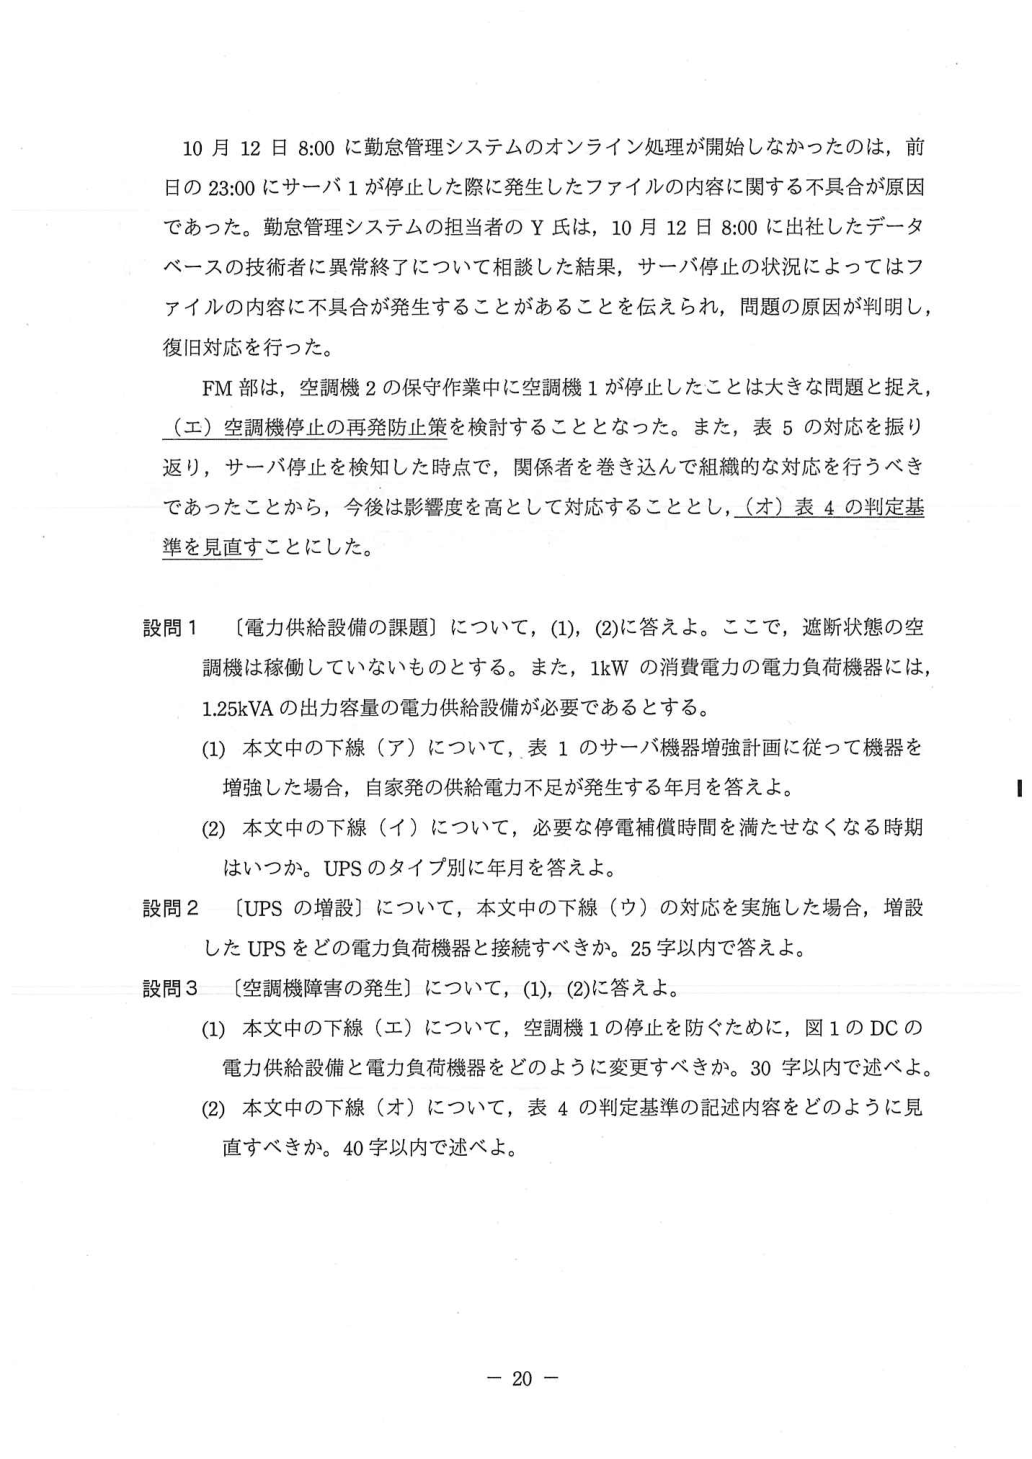 10 月 12 日 8:00 に勤怠管理システムのオンライン処理が開始しなかったのは，前
日の 23:00 にサーバ 1 が停止した際に発生したファイルの内容に関する不具合が原因
であった。勤怠管理システムの担当者の Y 氏は，10 月 12 日 8:00 に出社したデータ
ベースの技術者に異常終了について相談した結果，サーバ停止の状況によってはフ
ァイルの内容に不具合が発生することがあることを伝えられ，問題の原因が判明し，
復旧対応を行った。
FM 部は，空調機 2 の保守作業中に空調機 1 が停止したことは大きな問題と捉え，
（エ）空調機停止の再発防止策を検討することとなった。また，表 5 の対応を振り
返り，サーバ停止を検知した時点で，関係者を巻き込んで組織的な対応を行うべき
であったことから，今後は影響度を高として対応することとし，（オ）表 4 の判定基
準を見直すことにした。
設問1 〔電力供給設備の課題〕について，(1)，(2)に答えよ。ここで，遮断状態の空
調機は稼働していないものとする。また，1kW の消費電力の電力負荷機器には，
1.25kVA の出力容量の電力供給設備が必要であるとする。
(1) 本文中の下線（ア）について，表 1 のサーバ機器増強計画に従って機器を
増強した場合，自家発の供給電力不足が発生する年月を答えよ。
(2) 本文中の下線（イ）について，必要な停電補償時間を満たせなくなる時期
はいつか。UPS のタイプ別に年月を答えよ。
設問2 〔UPS の増設〕について，本文中の下線（ウ）の対応を実施した場合，増設
した UPS をどの電力負荷機器と接続すべきか。25 字以内で答えよ。
設問3 〔空調機障害の発生〕について，(1)，(2)に答えよ。
(1) 本文中の下線（エ）について，空調機 1 の停止を防ぐために，図 1 の DC の
電力供給設備と電力負荷機器をどのように変更すべきか。30 字以内で述べよ。
(2) 本文中の下線（オ）について，表 4 の判定基準の記述内容をどのように見
直すべきか。40 字以内で述べよ。
－ 20 －